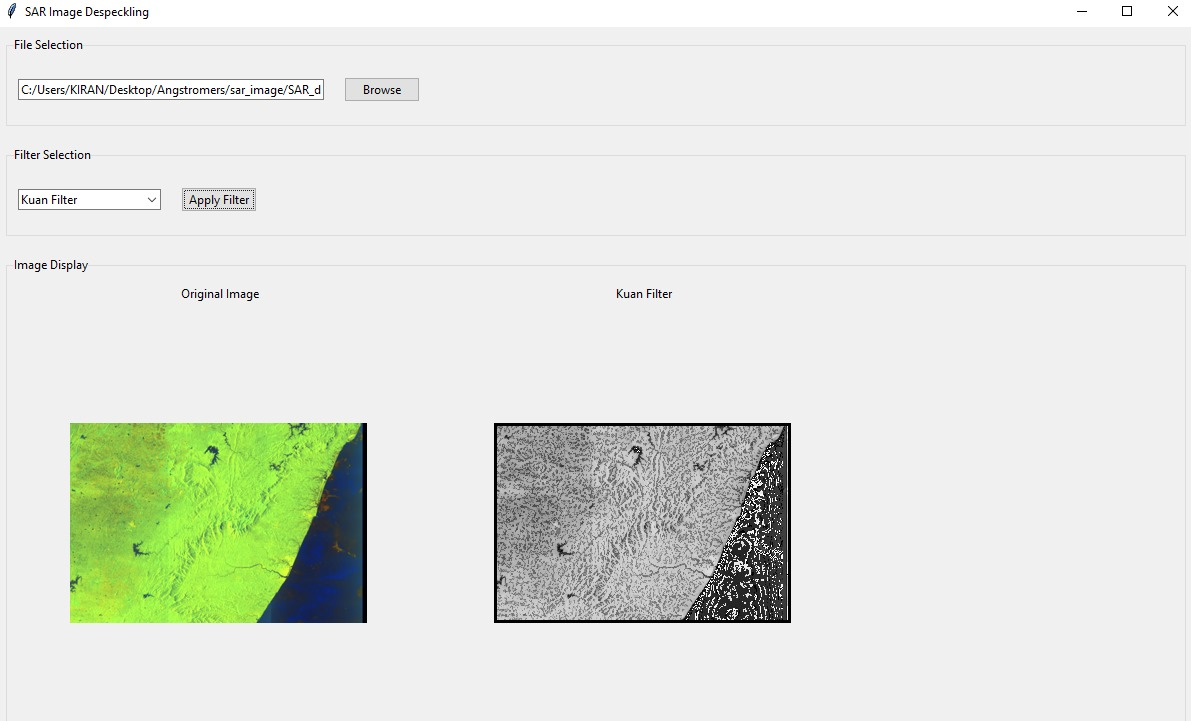 SAR Image Despeckling
File Selection
C:/Users/KIRAN/Desktop/Angstromers/sar_image/SAR_d
Browse
Filter Selection
Kuan Filter
Apply Filter
Image Display
Original Image
Kuan Filter